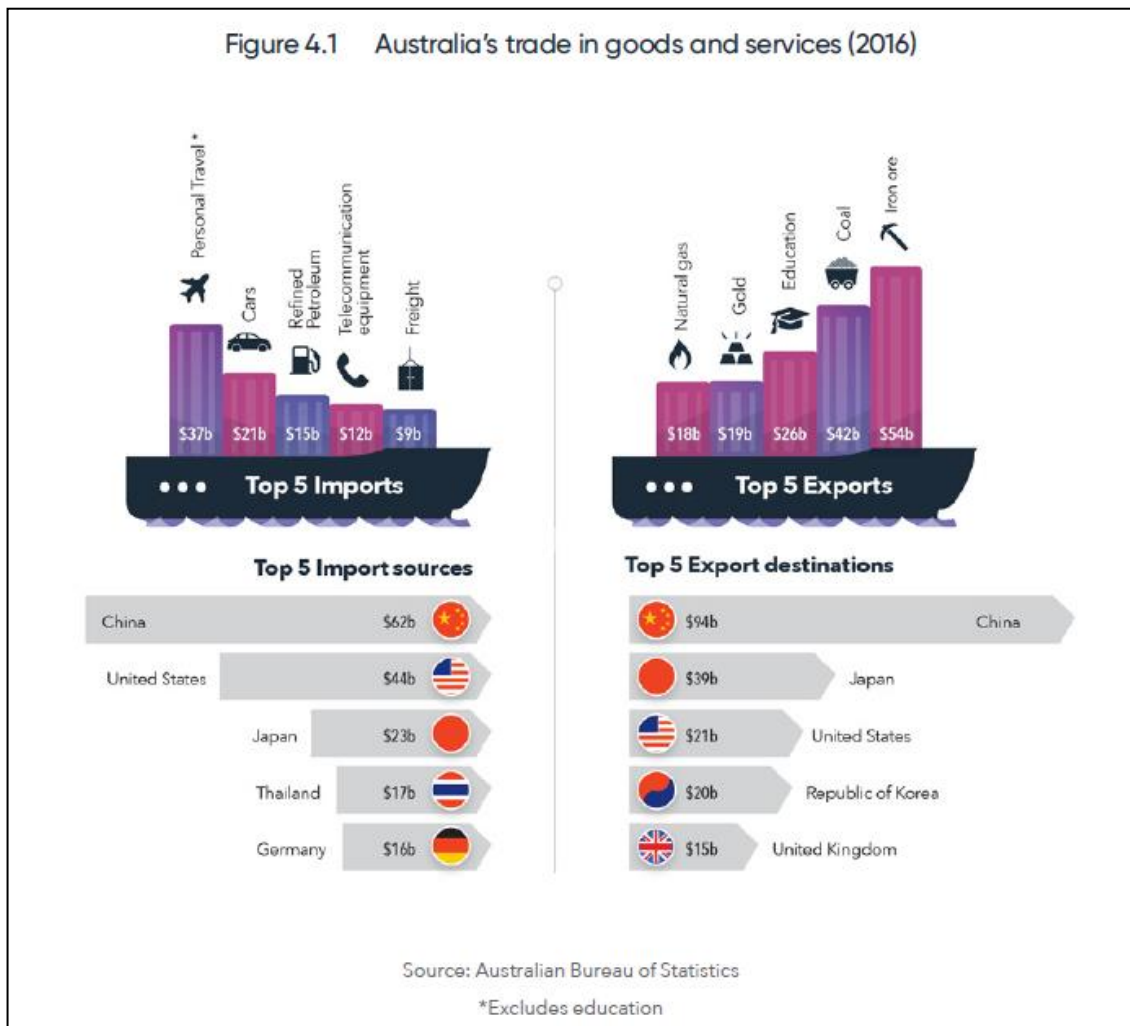 Figure 4.1 Australia's trade in goods and services (2016)
Personal Travel *
Cars
Refined
Petroleum
Telecommunication
equipment
Freight
$37b
$21b
$15b
$12b
$9b
Top 5 Imports
Natural gas
Gold
Education
Coal
Iron ore
$18b
$19b
$26b
$42b
$54b
Top 5 Exports
Top 5 Import sources
China $62b
United States $44b
Japan $23b
Thailand $17b
Germany $16b
Top 5 Export destinations
$94b China
$39b Japan
$21b United States
$20b Republic of Korea
$15b United Kingdom
Source: Australian Bureau of Statistics
*Excludes education